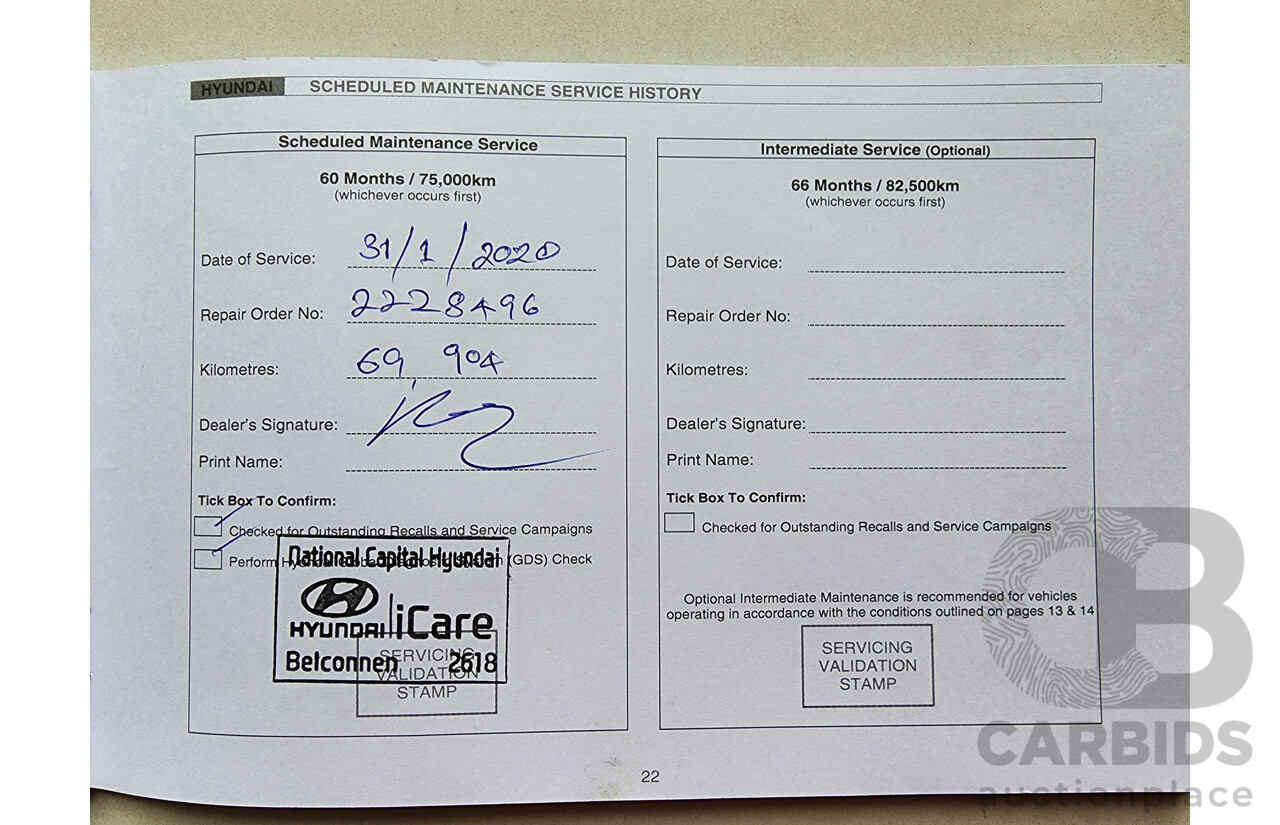 HYUNDAI SCHEDULED MAINTENANCE SERVICE HISTORY
Scheduled Maintenance Service
60 Months / 75,000km
(whichever occurs first)
Date of Service: 31/1/2020
Repair Order No: 2228496
Kilometres: 69,904
Dealer's Signature:
Print Name:
Tick Box To Confirm:
Checked for Outstanding Recalls and Service Campaigns
Perform (GDS) Check
National Capital Hyundai
HYUNDAI iCare
Belconnen 2618
SERVICING
VALIDATION
STAMP
Intermediate Service (Optional)
66 Months / 82,500km
(whichever occurs first)
Date of Service:
Repair Order No:
Kilometres:
Dealer's Signature:
Print Name:
Tick Box To Confirm:
Checked for Outstanding Recalls and Service Campaigns
Optional Intermediate Maintenance is recommended for vehicles
operating in accordance with the conditions outlined on pages 13 & 14
SERVICING
VALIDATION
STAMP
22
CB
CARBIDS
auctionplace